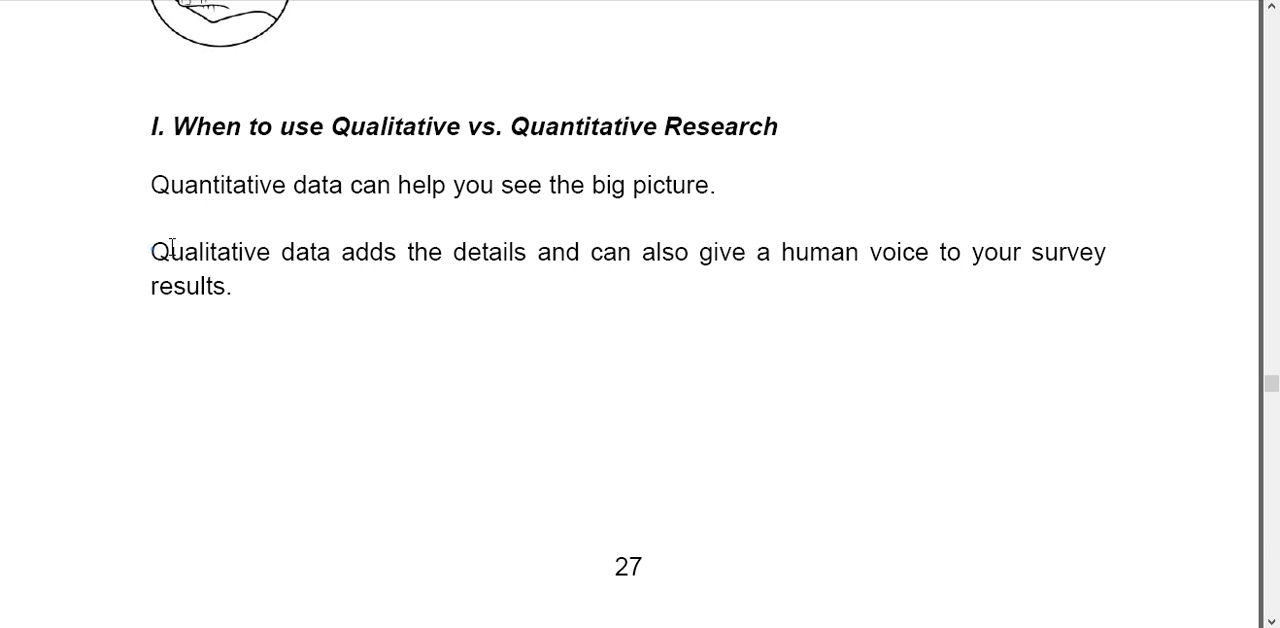 I. When to use Qualitative vs. Quantitative Research
Quantitative data can help you see the big picture.
Qualitative data adds the details and can also give a human voice to your survey
results.
27